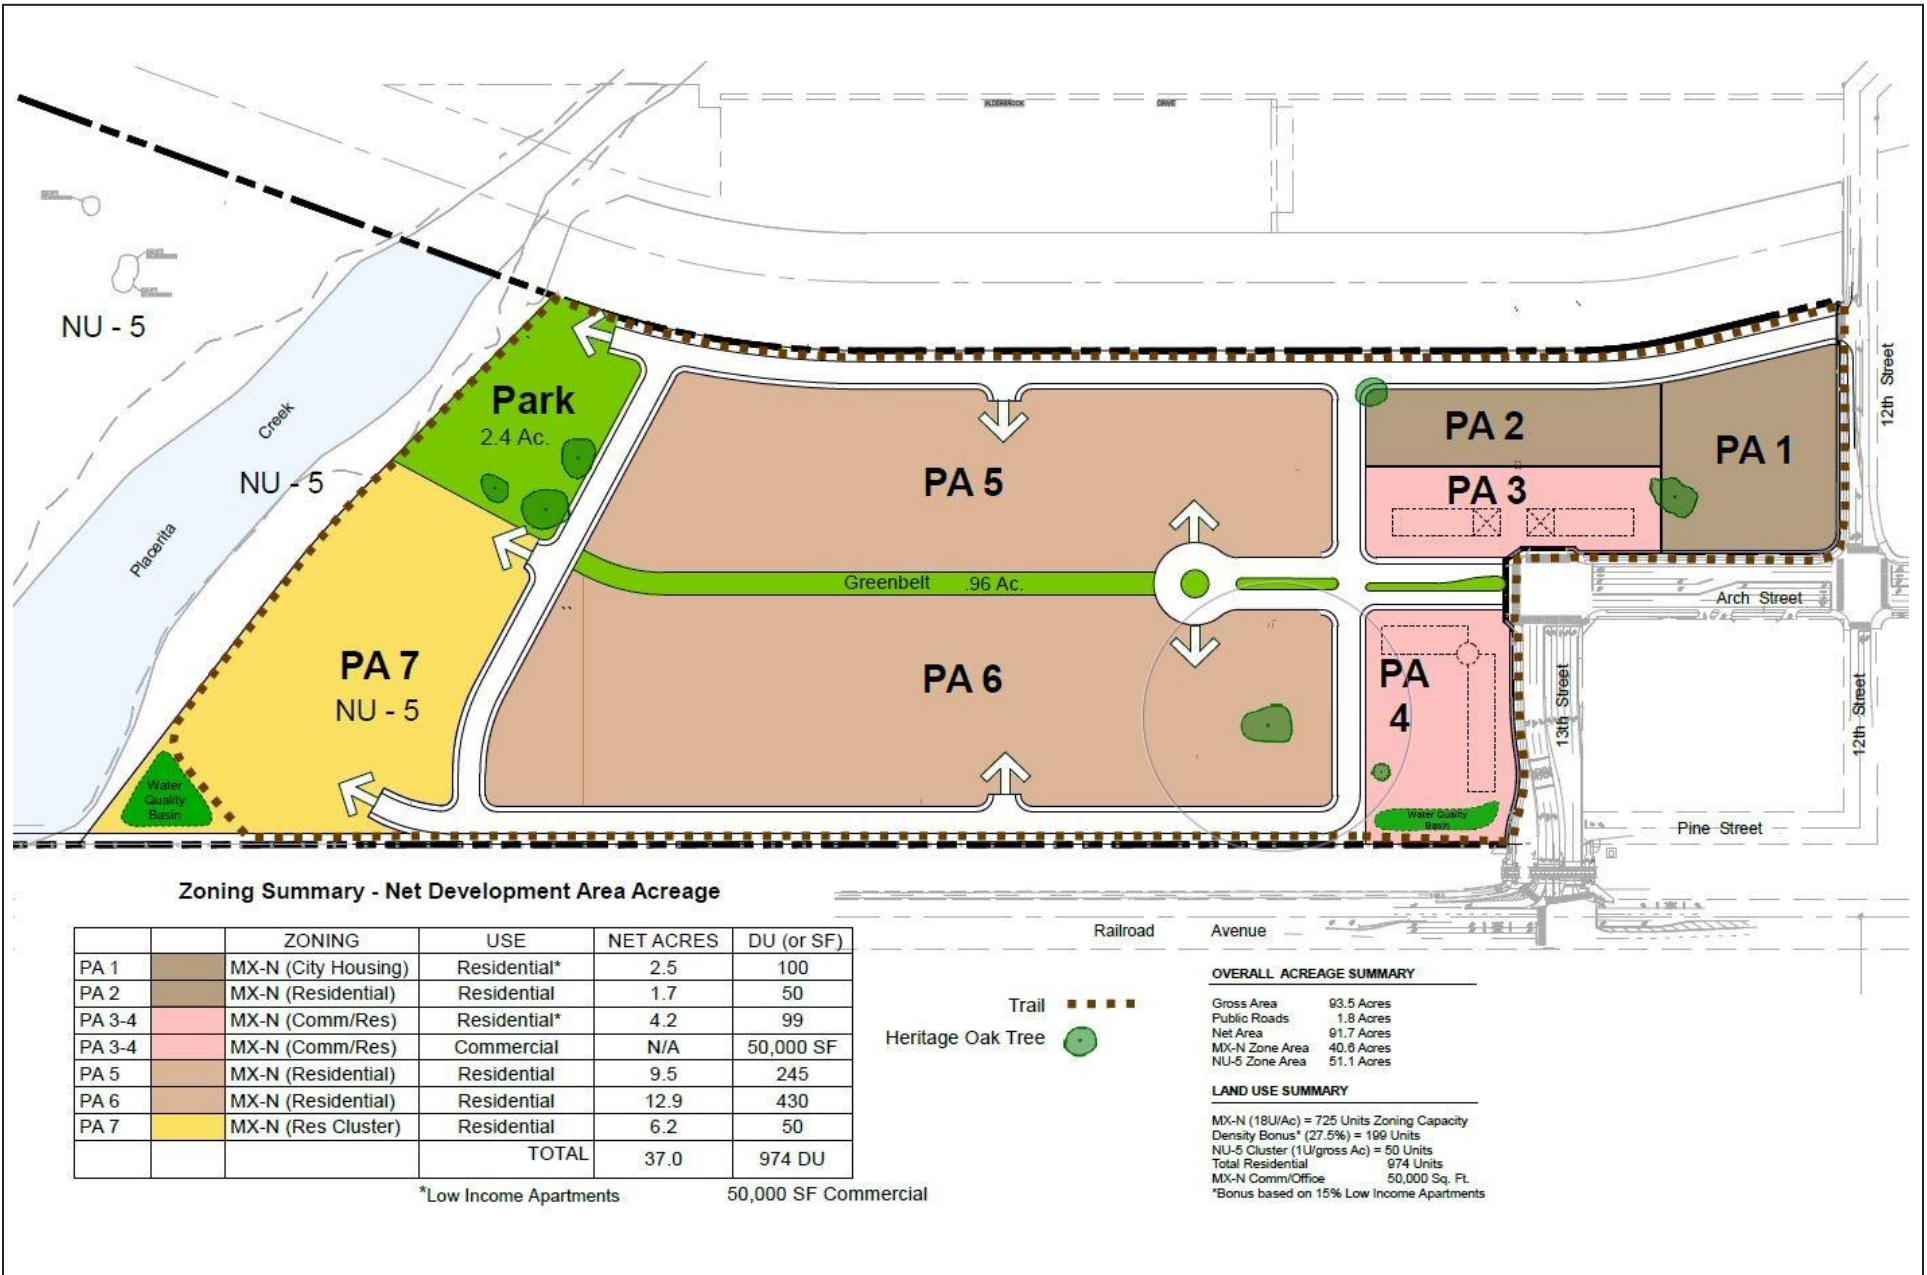 ALDERBROOK DRIVE
NU - 5
Creek
NU - 5
Placerita
Park
2.4 Ac.
PA 5
PA 2
PA 1
PA 3
12th Street
Greenbelt .96 Ac.
Arch Street
PA 7
NU - 5
PA 6
PA
4
13th Street
12th Street
Water
Quality
Basin
Water Quality
Basin
Pine Street
Railroad Avenue
Zoning Summary - Net Development Area Acreage
ZONING USE NET ACRES DU (or SF)
PA 1 MX-N (City Housing) Residential* 2.5 100
PA 2 MX-N (Residential) Residential 1.7 50
PA 3-4 MX-N (Comm/Res) Residential* 4.2 99
PA 3-4 MX-N (Comm/Res) Commercial N/A 50,000 SF
PA 5 MX-N (Residential) Residential 9.5 245
PA 6 MX-N (Residential) Residential 12.9 430
PA 7 MX-N (Res Cluster) Residential 6.2 50
TOTAL 37.0 974 DU
*Low Income Apartments 50,000 SF Commercial
Trail
Heritage Oak Tree
OVERALL ACREAGE SUMMARY
Gross Area 93.5 Acres
Public Roads 1.8 Acres
Net Area 91.7 Acres
MX-N Zone Area 40.6 Acres
NU-5 Zone Area 51.1 Acres
LAND USE SUMMARY
MX-N (18U/Ac) = 725 Units Zoning Capacity
Density Bonus* (27.5%) = 199 Units
NU-5 Cluster (1U/gross Ac) = 50 Units
Total Residential 974 Units
MX-N Comm/Office 50,000 Sq. Ft.
*Bonus based on 15% Low Income Apartments